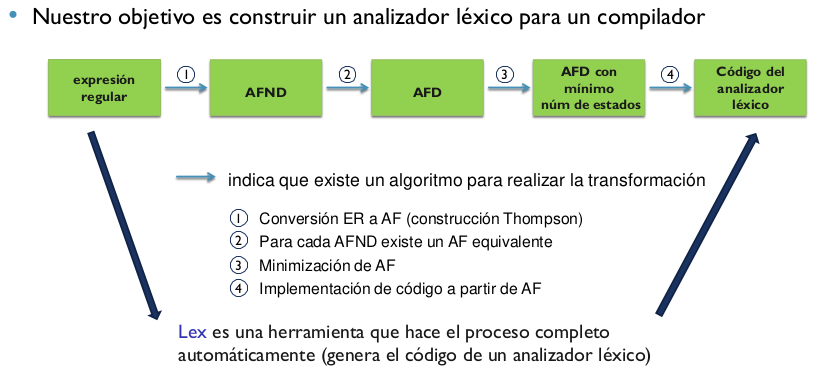 • Nuestro objetivo es construir un analizador léxico para un compilador
expresión
regular
1
AFND
2
AFD
3
AFD con
mínimo
núm de estados
4
Código del
analizador
léxico
indica que existe un algoritmo para realizar la transformación
1 Conversión ER a AF (construcción Thompson)
2 Para cada AFND existe un AF equivalente
3 Minimización de AF
4 Implementación de código a partir de AF
Lex es una herramienta que hace el proceso completo
automáticamente (genera el código de un analizador léxico)